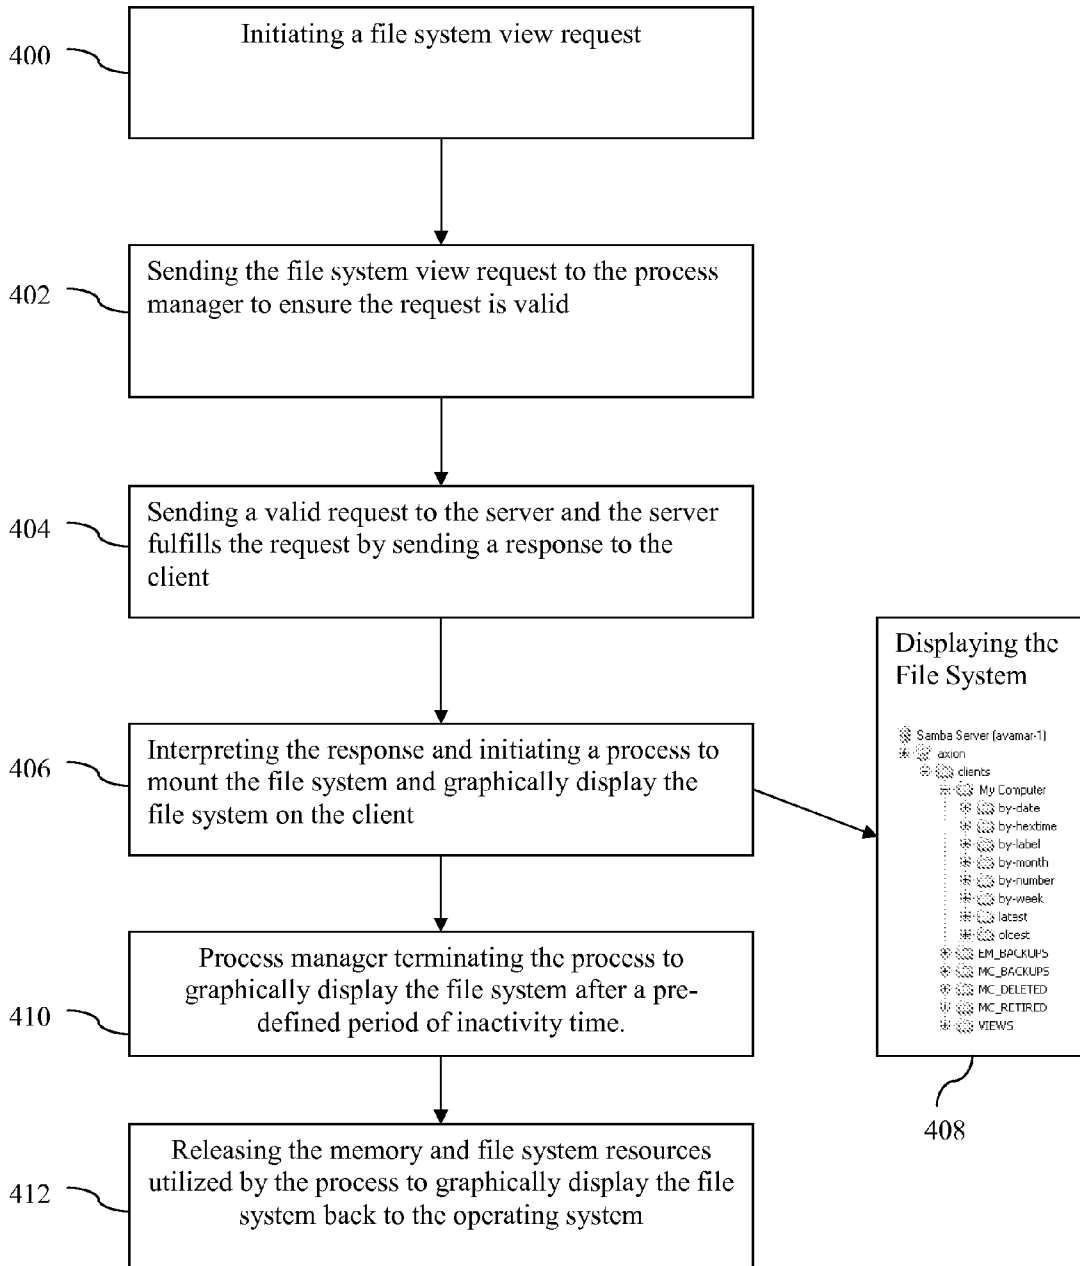 400
Initiating a file system view request
402
Sending the file system view request to the process
manager to ensure the request is valid
404
Sending a valid request to the server and the server
fulfills the request by sending a response to the
client
406
Interpreting the response and initiating a process to
mount the file system and graphically display the
file system on the client
Displaying the
File System
Samba Server (avamar-1)
axion
clients
My Computer
by-date
by-hextime
by-label
by-month
by-number
by-week
latest
olcest
EM_BACKUPS
MC_BACKUPS
MC_DELETED
MC_RETIRED
VIEWS
408
410
Process manager terminating the process to
graphically display the file system after a pre-
defined period of inactivity time.
412
Releasing the memory and file system resources
utilized by the process to graphically display the file
system back to the operating system